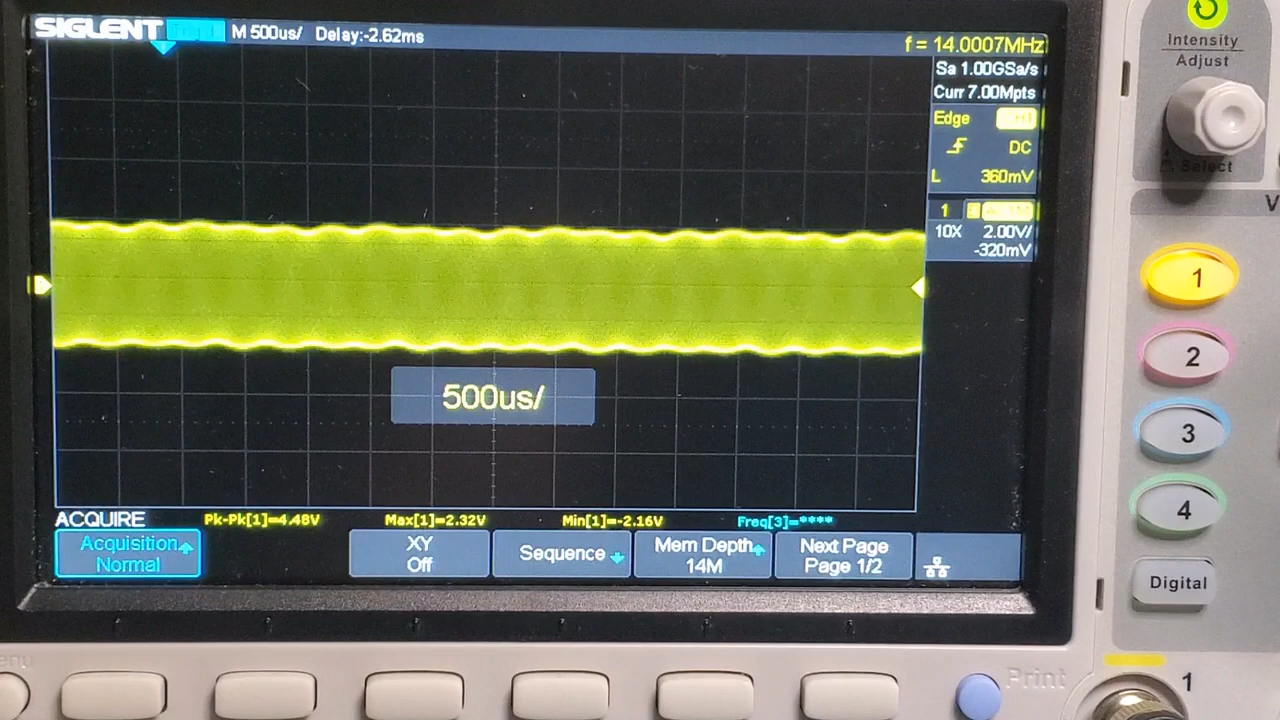 SIGLENT M 500us/ Delay:-2.62ms
f = 14.0007MHz
Sa 1.00GSa/s
Curr 7.00Mpts
Edge
DC
L 360mV
1
10X 2.00V/
-320mV
500us/
ACQUIRE Pk-Pk[1]=4.48V Max[1]=2.32V Min[1]=-2.16V Freq[3]=****
Acquisition
Normal
XY
Off
Sequence
Mem Depth
14M
Next Page
Page 1/2
Intensity
Adjust
Select
V
1
2
3
4
Digital
Print
1